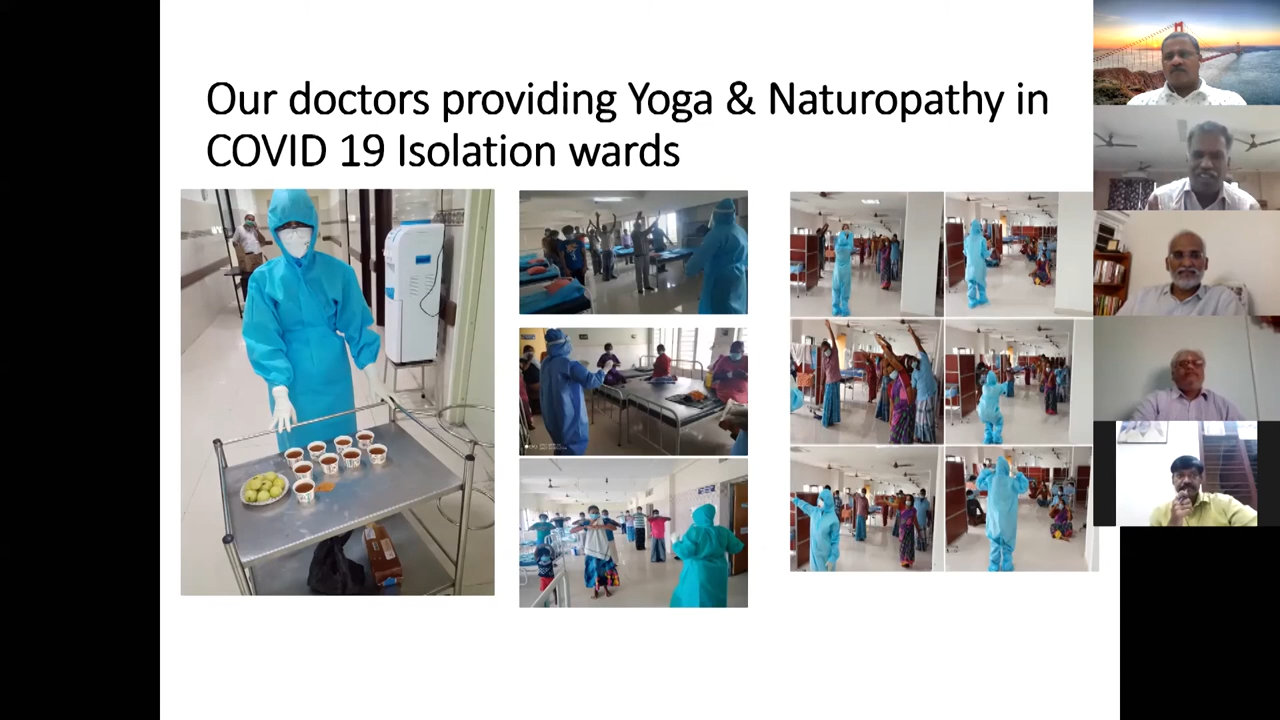 Our doctors providing Yoga & Naturopathy in
COVID 19 Isolation wards